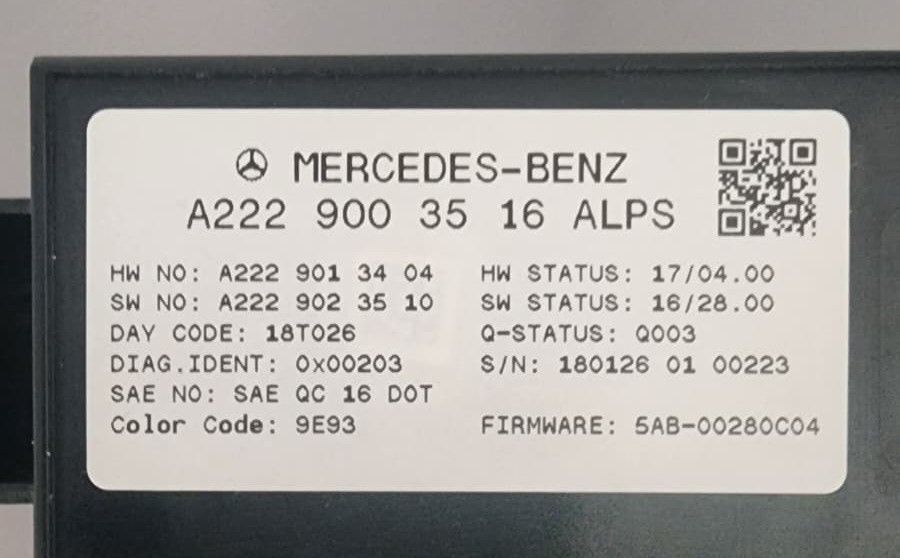 MERCEDES-BENZ
A222 900 35 16 ALPS
HW NO: A222 901 34 04 HW STATUS: 17/04.00
SW NO: A222 902 35 10 SW STATUS: 16/28.00
DAY CODE: 18T026 Q-STATUS: Q003
DIAG.IDENT: 0x00203 S/N: 180126 01 00223
SAE NO: SAE QC 16 DOT
Color Code: 9E93 FIRMWARE: 5AB-00280C04